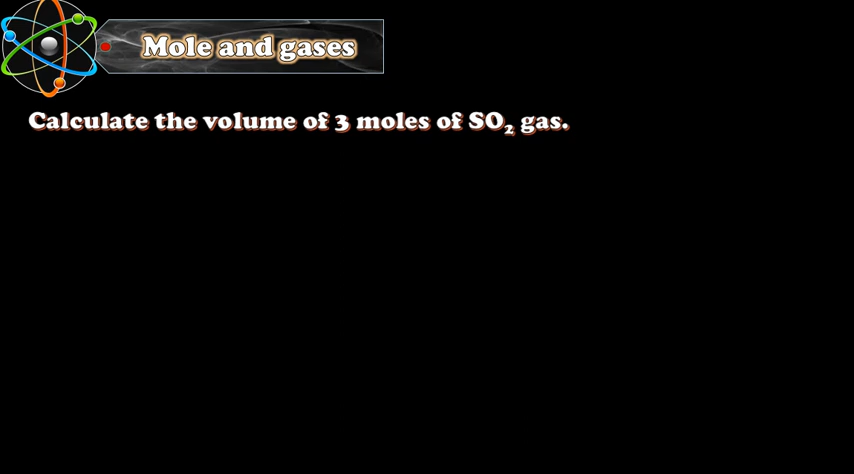 Mole and gases
Calculate the volume of 3 moles of SO₂ gas.